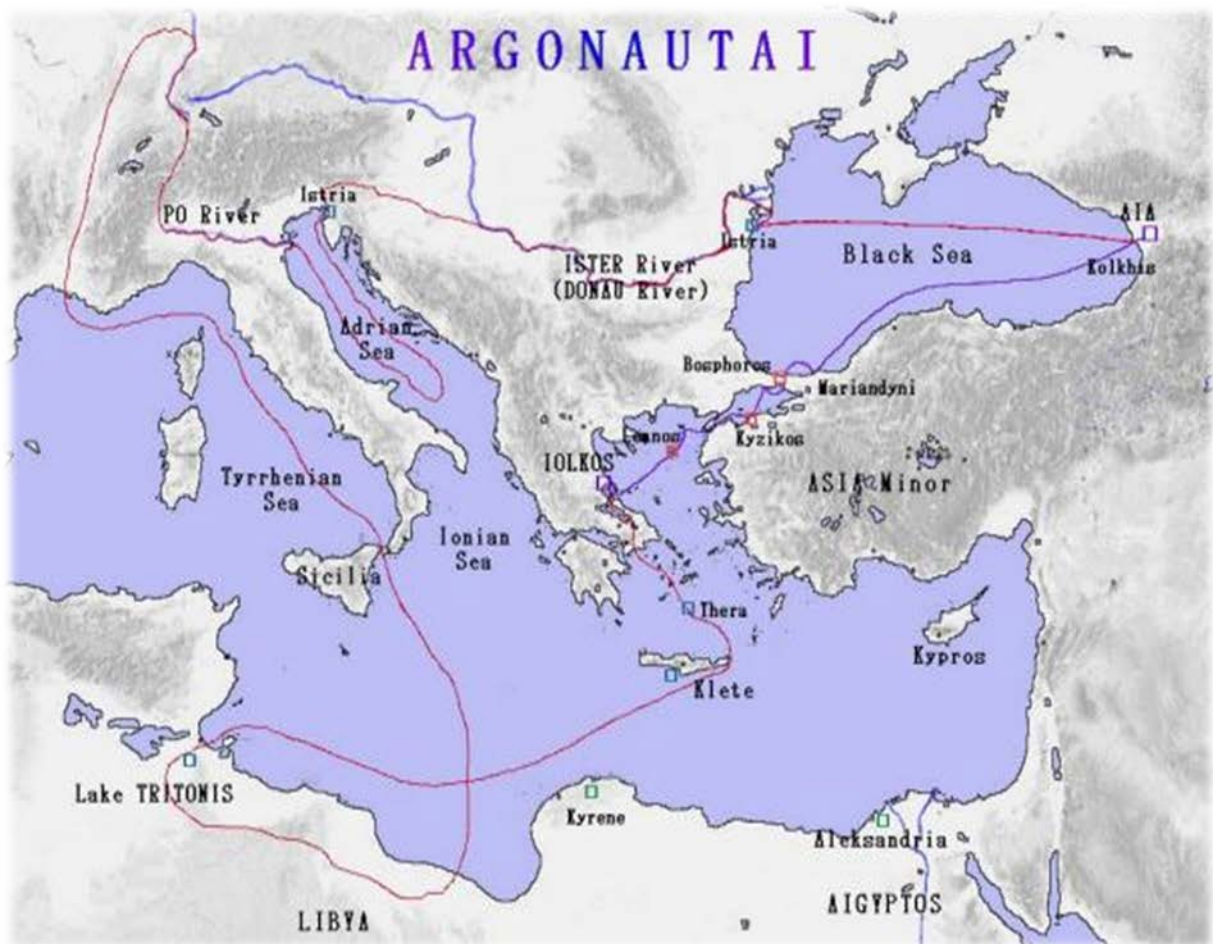 ARGONAUTAI
Istria
PO River
AIA
Istria
Black Sea
Kolkhis
ISTER River
(DONAU River)
Adrian
Sea
Bosphoros
Mariandyni
Lemnos
Kyzikos
IOLKOS
Tyrrhenian
Sea
ASIA Minor
Ionian
Sea
Sicilia
Thera
Kypros
Klete
Lake TRITONIS
Kyrene
Aleksandria
LIBYA
AIGYPTOS